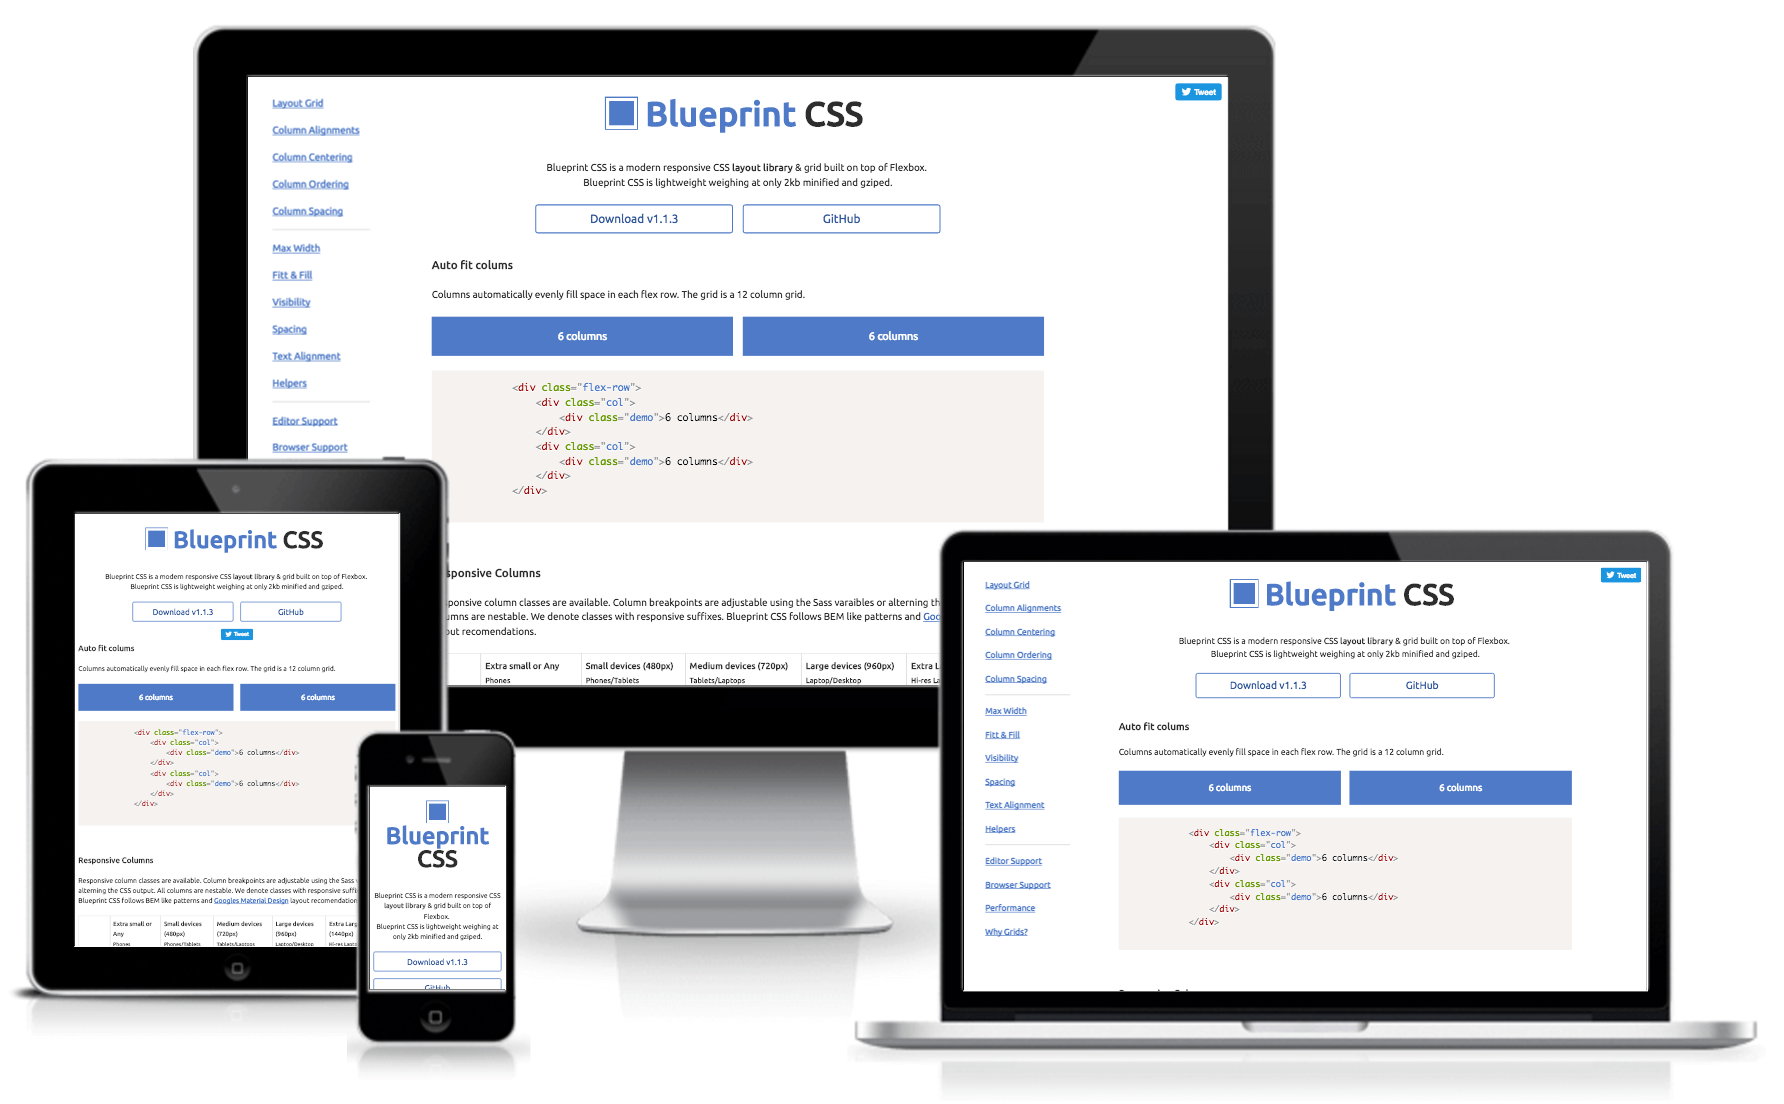 Layout Grid
Column Alignments
Column Centering
Column Ordering
Column Spacing
Max Width
Fitt & Fill
Visibility
Spacing
Text Alignment
Helpers
Editor Support
Browser Support
Blueprint CSS
Tweet
Blueprint CSS is a modern responsive CSS layout library & grid built on top of Flexbox.
Blueprint CSS is lightweight weighing at only 2kb minified and gziped.
Download v1.1.3
GitHub
Auto fit colums
Columns automatically evenly fill space in each flex row. The grid is a 12 column grid.
6 columns
6 columns
<div class="flex-row">
<div class="col">
<div class="demo">6 columns</div>
</div>
<div class="col">
<div class="demo">6 columns</div>
</div>
</div>
sponsive Columns
ponsive column classes are available. Column breakpoints are adjustable using the Sass varaibles or alterning th
umns are nestable. We denote classes with responsive suffixes. Blueprint CSS follows BEM like patterns and Goo
out recomendations.
Extra small or Any
Phones
Small devices (480px)
Phones/Tablets
Medium devices (720px)
Tablets/Laptops
Large devices (960px)
Laptop/Desktop
Extra L
Hi-res La
Blueprint CSS
Blueprint CSS is a modern responsive CSS layout library & grid built on top of Flexbox.
Blueprint CSS is lightweight weighing at only 2kb minified and gziped.
Download v1.1.3
GitHub
Tweet
Auto fit colums
Columns automatically evenly fill space in each flex row. The grid is a 12 column grid.
6 columns
6 columns
<div class="flex-row">
<div class="col">
<div class="demo">6 columns</div>
</div>
<div class="col">
<div class="demo">6 columns</div>
</div>
</div>
Responsive Columns
Responsive column classes are available. Column breakpoints are adjustable using the Sass
alterning the CSS output. All columns are nestable. We denote classes with responsive suffi
Blueprint CSS follows BEM like patterns and Googles Material Design layout recomendation
Extra small or
Any
Phones
Small devices
(480px)
Phones/Tablets
Medium devices
(720px)
Tablets/Laptops
Large devices
(960px)
Laptop/Desktop
Extra Larg
(1440px)
Hi-res Lapto
Blueprint
CSS
Blueprint CSS is a modern responsive CSS
layout library & grid built on top of
Flexbox.
Blueprint CSS is lightweight weighing at
only 2kb minified and gziped.
Download v1.1.3
GitHub
Layout Grid
Column Alignments
Column Centering
Column Ordering
Column Spacing
Max Width
Fitt & Fill
Visibility
Spacing
Text Alignment
Helpers
Editor Support
Browser Support
Performance
Why Grids?
Blueprint CSS
Tweet
Blueprint CSS is a modern responsive CSS layout library & grid built on top of Flexbox.
Blueprint CSS is lightweight weighing at only 2kb minified and gziped.
Download v1.1.3
GitHub
Auto fit colums
Columns automatically evenly fill space in each flex row. The grid is a 12 column grid.
6 columns
6 columns
<div class="flex-row">
<div class="col">
<div class="demo">6 columns</div>
</div>
<div class="col">
<div class="demo">6 columns</div>
</div>
</div>